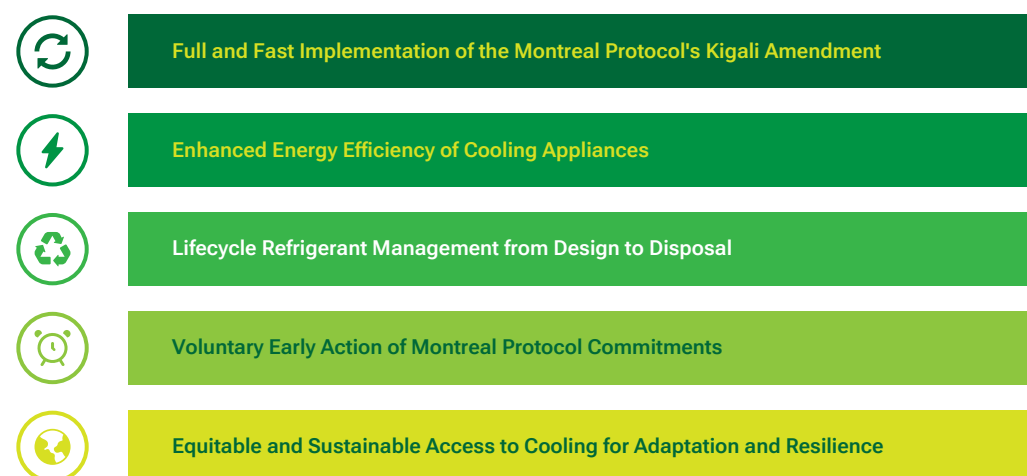 Full and Fast Implementation of the Montreal Protocol's Kigali Amendment
Enhanced Energy Efficiency of Cooling Appliances
Lifecycle Refrigerant Management from Design to Disposal
Voluntary Early Action of Montreal Protocol Commitments
Equitable and Sustainable Access to Cooling for Adaptation and Resilience